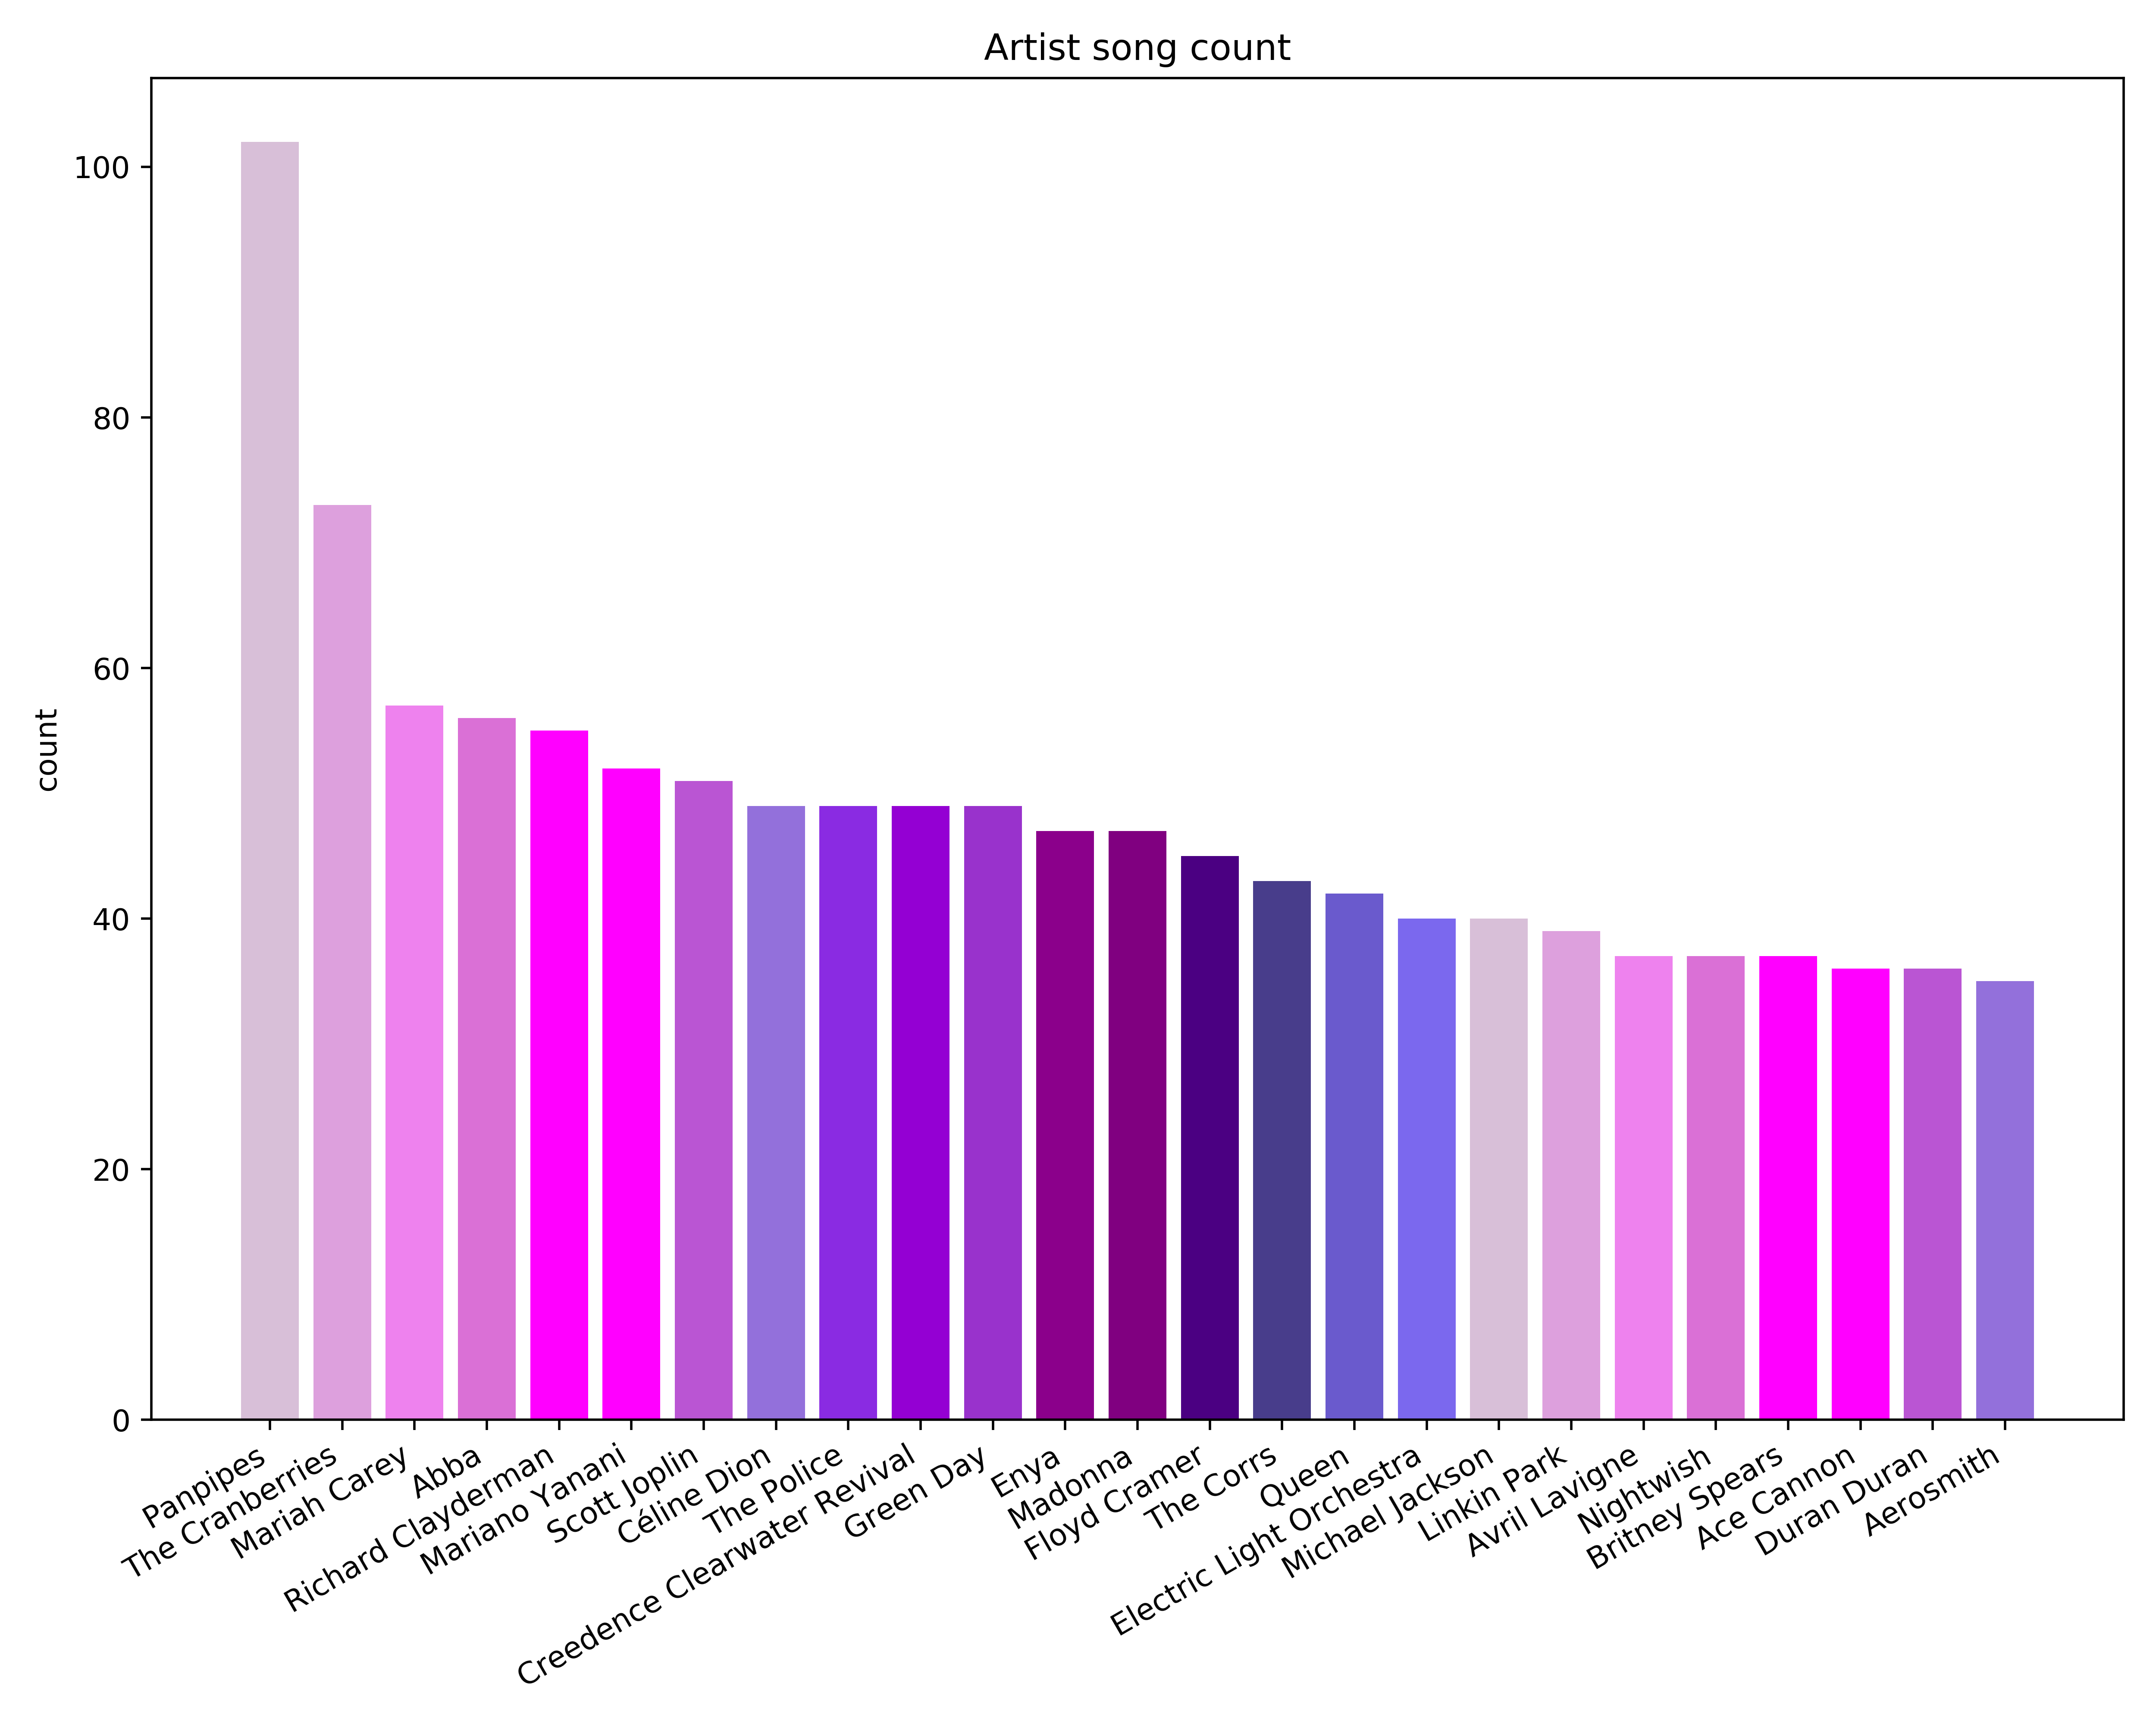 Artist song count
count
100
80
60
40
20
0
Panpipes
The Cranberries
Mariah Carey
Abba
Richard Clayderman
Mariano Yanani
Scott Joplin
Céline Dion
The Police
Creedence Clearwater Revival
Green Day
Enya
Madonna
Floyd Cramer
The Corrs
Queen
Electric Light Orchestra
Michael Jackson
Linkin Park
Avril Lavigne
Nightwish
Britney Spears
Ace Cannon
Duran Duran
Aerosmith